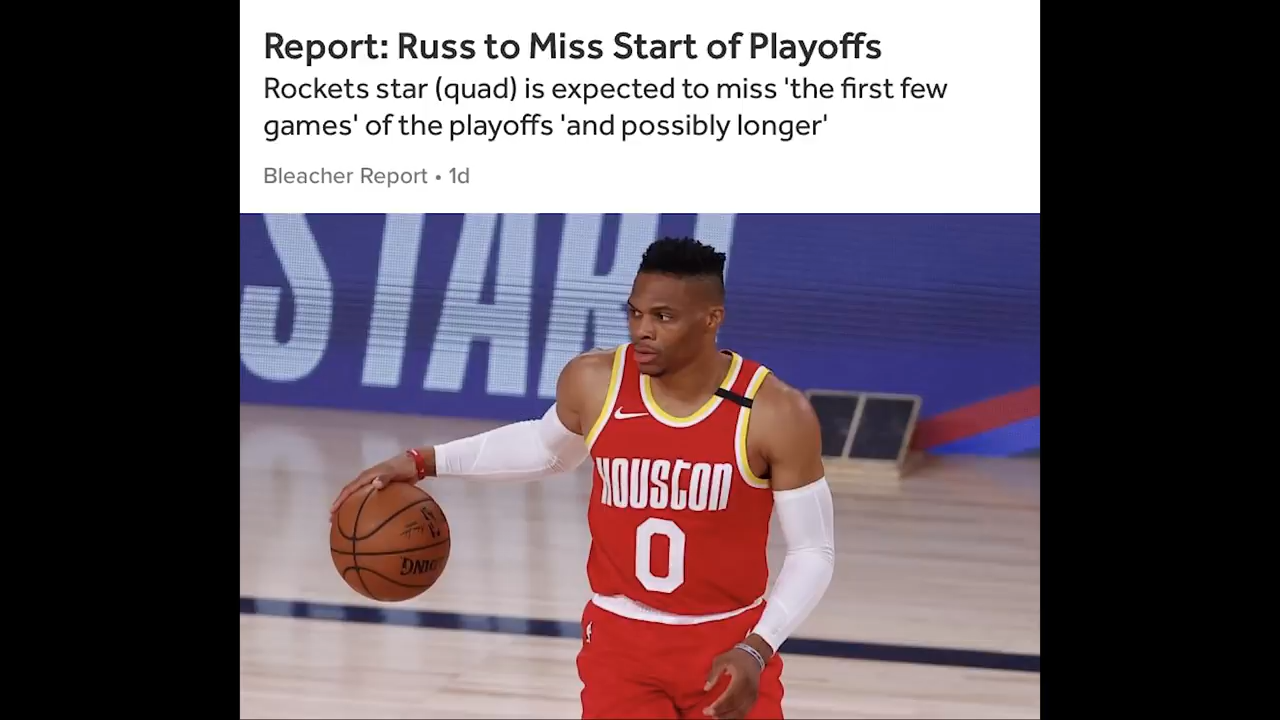 Report: Russ to Miss Start of Playoffs
Rockets star (quad) is expected to miss 'the first few
games' of the playoffs 'and possibly longer'
Bleacher Report • 1d
START
HOUSTON
0